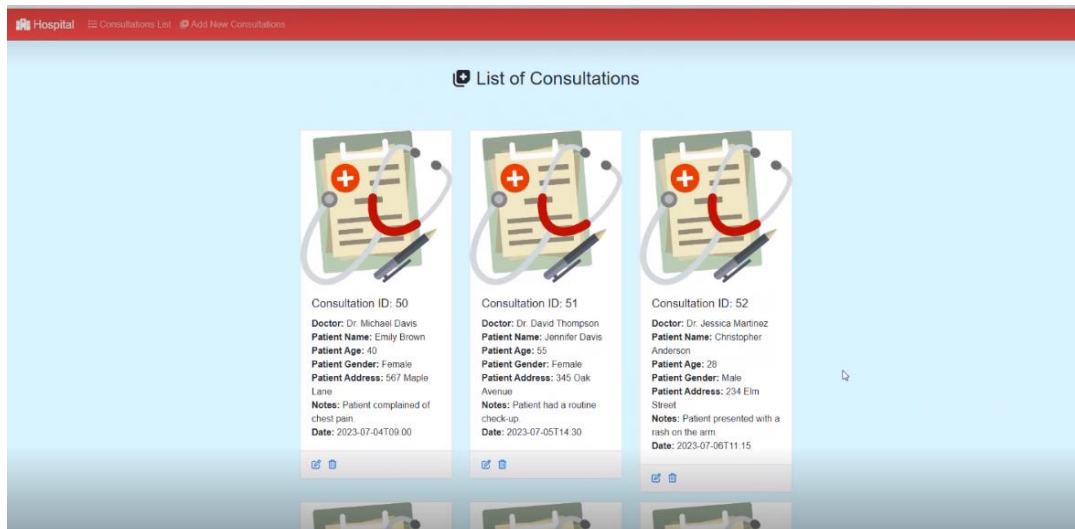 Hospital Consultations List Add New Consultations
List of Consultations
Consultation ID: 50
Doctor: Dr. Michael Davis
Patient Name: Emily Brown
Patient Age: 40
Patient Gender: Female
Patient Address: 567 Maple
Lane
Notes: Patient complained of
chest pain.
Date: 2023-07-04T09:00
Consultation ID: 51
Doctor: Dr. David Thompson
Patient Name: Jennifer Davis
Patient Age: 55
Patient Gender: Female
Patient Address: 345 Oak
Avenue
Notes: Patient had a routine
check-up.
Date: 2023-07-05T14:30
Consultation ID: 52
Doctor: Dr. Jessica Martinez
Patient Name: Christopher
Anderson
Patient Age: 28
Patient Gender: Male
Patient Address: 234 Elm
Street
Notes: Patient presented with a
rash on the arm.
Date: 2023-07-06T11:15